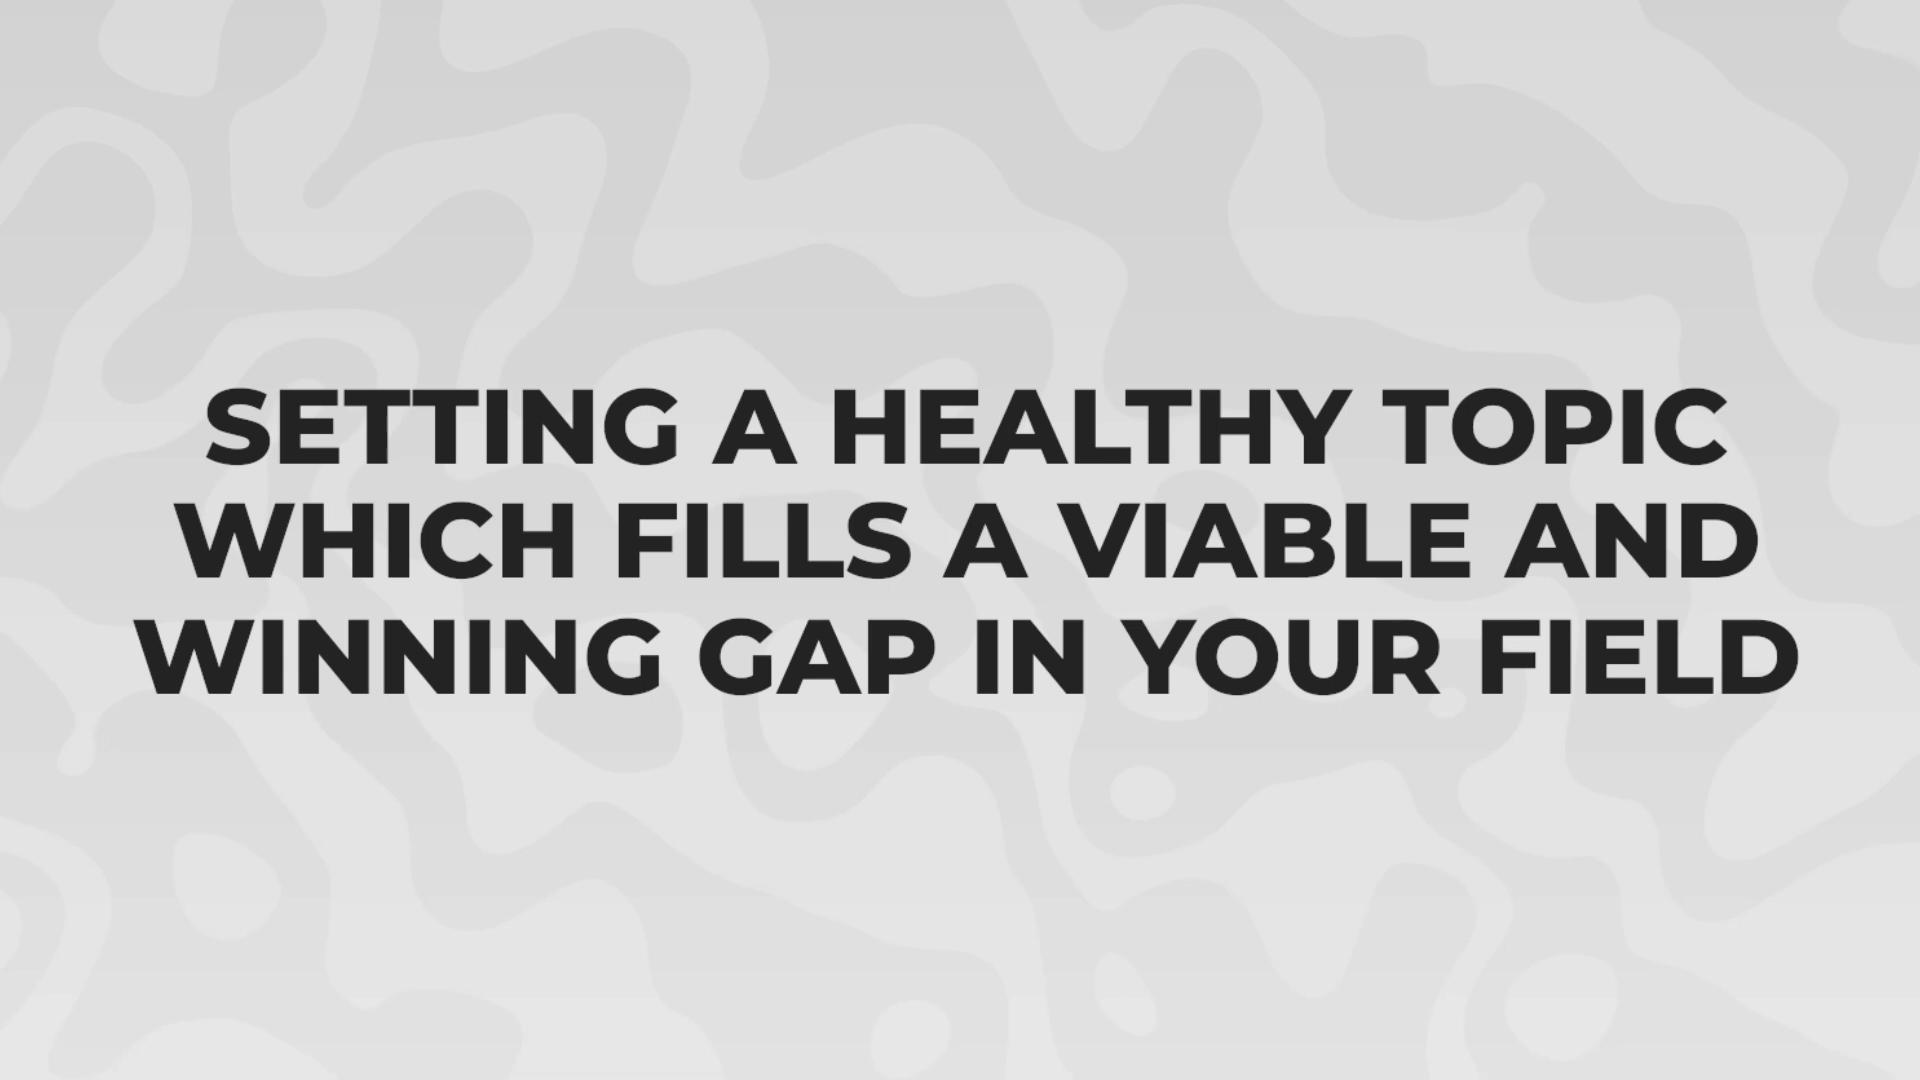 SETTING A HEALTHY TOPIC
WHICH FILLS A VIABLE AND
WINNING GAP IN YOUR FIELD